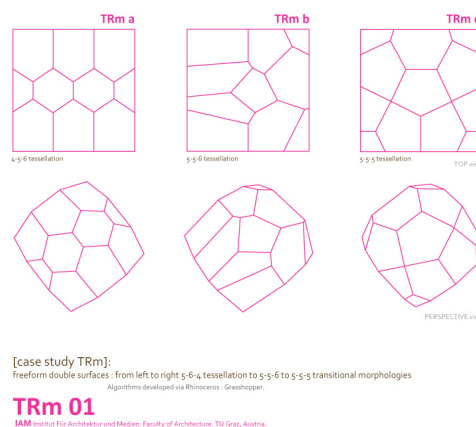 TRm a
TRm b
TRm
4-5-6 tessellation
5-5-6 tessellation
5-5-5 tessellation
TOP
PERSPECTIVE
[case study TRm]:
freeform double surfaces : from left to right 5-6-4 tessellation to 5-5-6 to 5-5-5 transitional morphologies
Algorithms developed via Rhinoceros : Grasshopper.
TRm 01
IAM Institut Für Architektur und Medien: Faculty of Architecture. TU Graz, Austria.